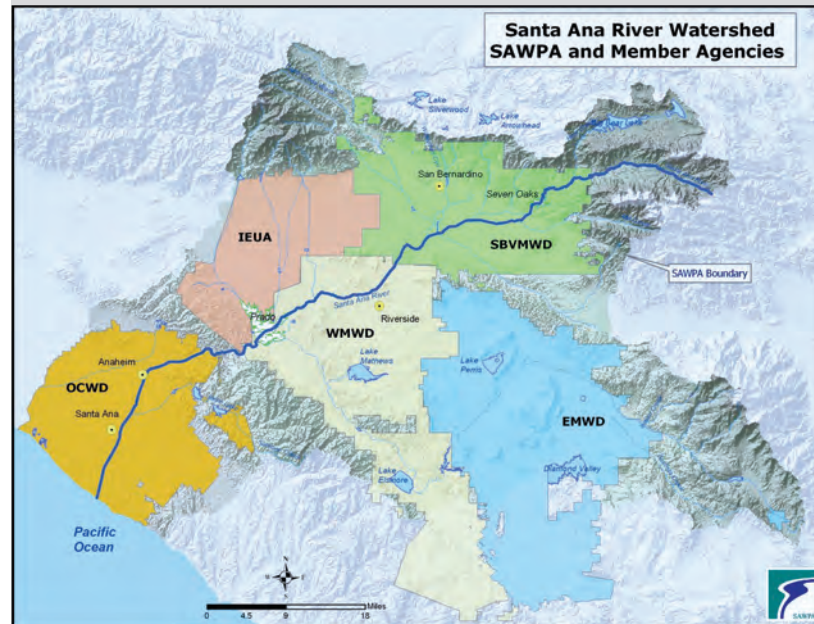 Santa Ana River Watershed
SAWPA and Member Agencies
Lake
Silverwood
Lake
Arrowhead
Big Bear Lake
San Bernardino
Seven Oaks
IEUA
SBVMWD
SAWPA Boundary
Santa Ana River
Prado
Riverside
WMWD
Lake
Mathews
Lake
Perris
Anaheim
OCWD
Santa Ana
EMWD
Lake
Elsinore
Diamond Valley
Pacific
Ocean
N
Miles
0
4.5
9
18
SAWPA